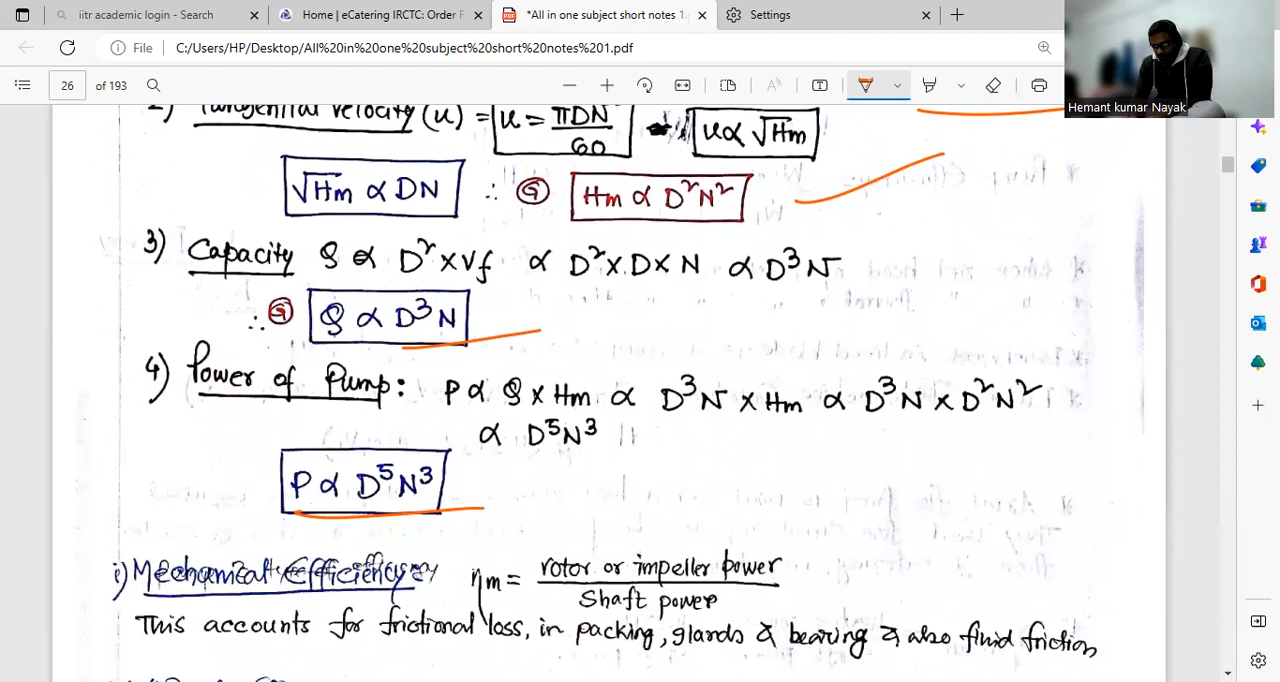 iitr academic login - Search
Home | eCatering IRCTC: Order F
*All in one subject short notes 1.p
Settings
File
C:/Users/HP/Desktop/All%20in%20one%20subject%20short%20notes%201.pdf
26 of 193
Hemant kumar Nayak
2) Tangential velocity (u) = u = πDN/60 u ∝ √Hm
√Hm ∝ DN ∴ G Hm ∝ D²N²
3) Capacity Q ∝ D² × Vf ∝ D² × D × N ∝ D³N
∴ G Q ∝ D³N
4) Power of Pump: P ∝ Q × Hm ∝ D³N × Hm ∝ D³N × D²N²
∝ D⁵N³
P ∝ D⁵N³
i) Mechanical Efficiency ηm = rotor or impeller power / Shaft power
This accounts for frictional loss, in packing, glands & bearing & also fluid friction